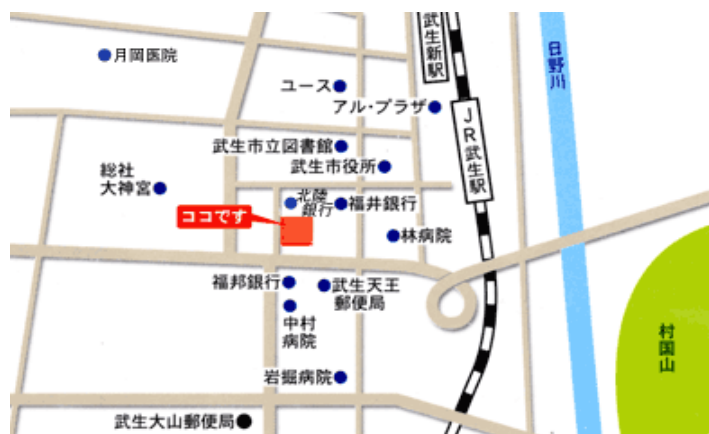 武生新駅
日野川
月岡医院
ユース
アル・プラザ
JR武生駅
武生市立図書館
武生市役所
総社
大神宮
北陸
銀行
福井銀行
ココです
林病院
福邦銀行
武生天王
郵便局
中村
病院
村国山
岩掘病院
武生大山郵便局